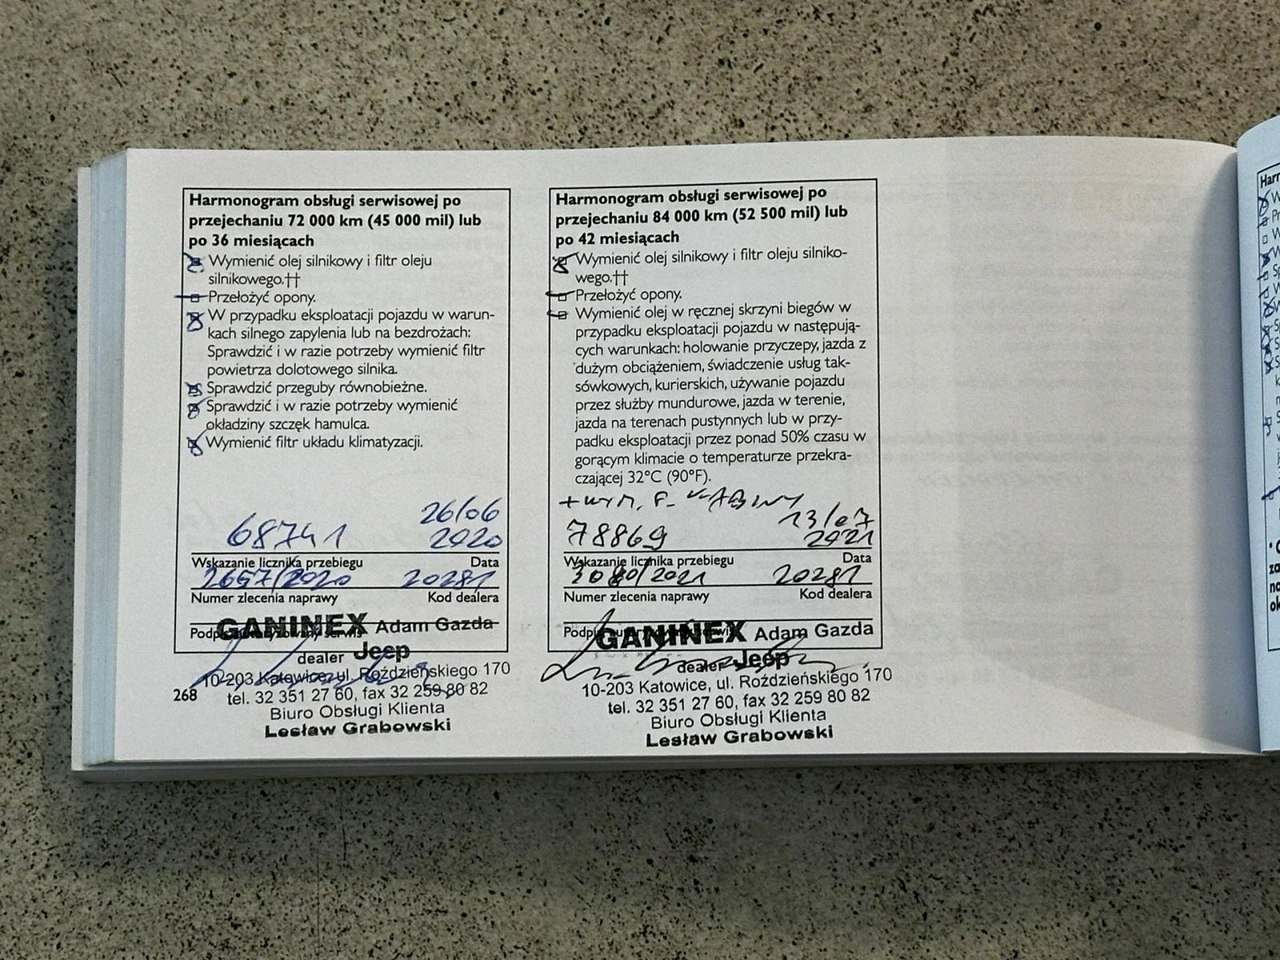 Harmonogram obsługi serwisowej po
przejechaniu 72 000 km (45 000 mil) lub
po 36 miesiącach
Wymienić olej silnikowy i filtr oleju
silnikowego.††
Przełożyć opony.
W przypadku eksploatacji pojazdu w warun-
kach silnego zapylenia lub na bezdrożach:
Sprawdzić i w razie potrzeby wymienić filtr
powietrza dolotowego silnika.
Sprawdzić przeguby równobieżne.
Sprawdzić i w razie potrzeby wymienić
okładziny szczęk hamulca.
Wymienić filtr układu klimatyzacji.
26/06
68741 2020
Wskazanie licznika przebiegu Data
2657/2020 20281
Numer zlecenia naprawy Kod dealera
GANINEX Adam Gazda
dealer Jeep
10-203 Katowice, ul. Roździeńskiego 170
tel. 32 351 27 60, fax 32 259 80 82
Biuro Obsługi Klienta
Lesław Grabowski
268
Harmonogram obsługi serwisowej po
przejechaniu 84 000 km (52 500 mil) lub
po 42 miesiącach
Wymienić olej silnikowy i filtr oleju silniko-
wego.††
Przełożyć opony.
Wymienić olej w ręcznej skrzyni biegów w
przypadku eksploatacji pojazdu w następują-
cych warunkach: holowanie przyczepy, jazda z
dużym obciążeniem, świadczenie usług tak-
sówkowych, kurierskich, używanie pojazdu
przez służby mundurowe, jazda w terenie,
jazda na terenach pustynnych lub w przy-
padku eksploatacji przez ponad 50% czasu w
gorącym klimacie o temperaturze przekra-
czającej 32°C (90°F).
+ wym. F.
13/07
78869 2021
Wskazanie licznika przebiegu Data
3080/2021 20281
Numer zlecenia naprawy Kod dealera
GANINEX Adam Gazda
dealer Jeep
10-203 Katowice, ul. Roździeńskiego 170
tel. 32 351 27 60, fax 32 259 80 82
Biuro Obsługi Klienta
Lesław Grabowski